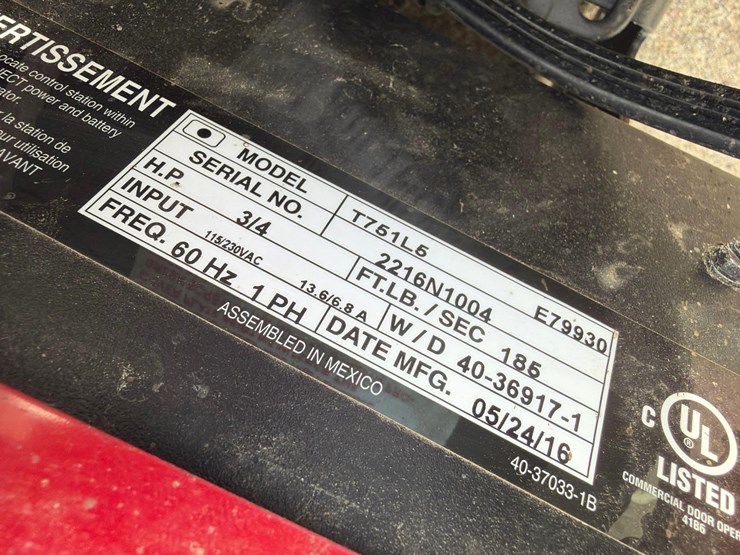 ERTISSEMENT
ocate control station within
ECT power and battery
ator.
la station de
ur utilisation
AVANT
MODEL T751L5
SERIAL NO. 2216N1004 E79930
H.P. 3/4 FT.LB. / SEC 185
INPUT 115/230VAC 13.6/6.8 A W / D 40-36917-1
FREQ. 60 Hz 1 PH DATE MFG. 05/24/16
ASSEMBLED IN MEXICO
40-37033-1B
C UL ®
LISTED
COMMERCIAL DOOR OPER
4186